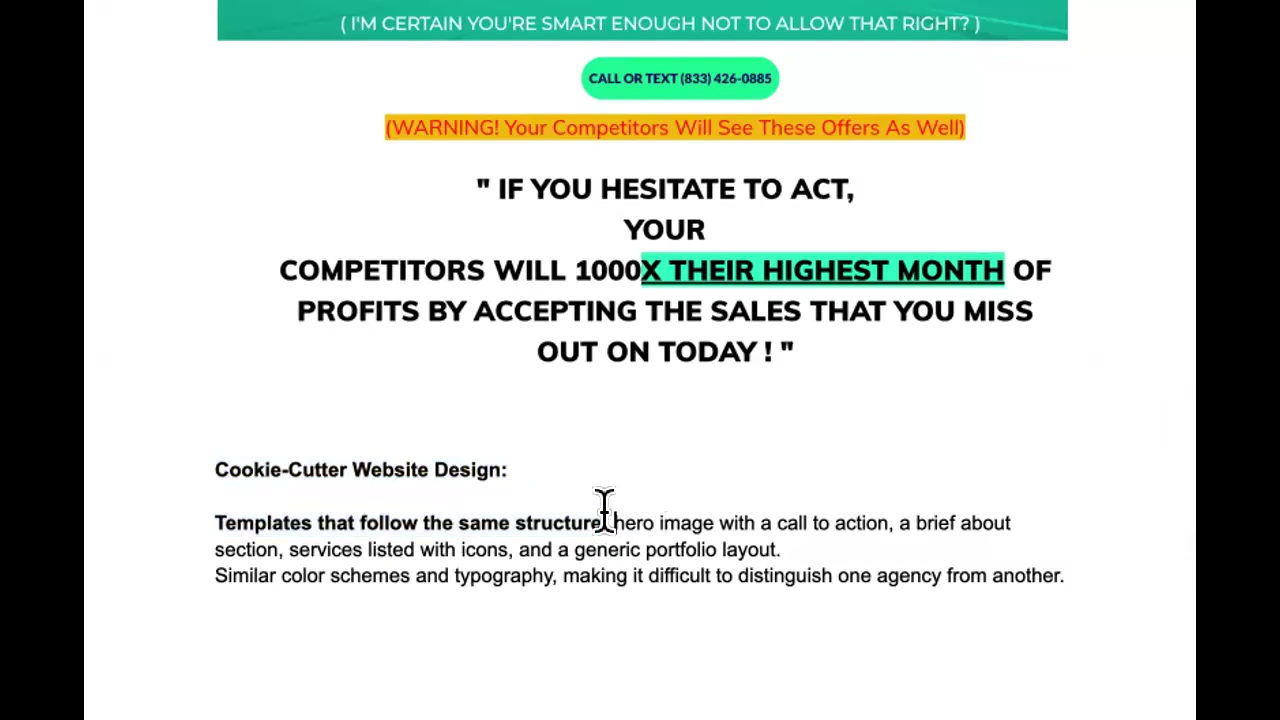 ( I'M CERTAIN YOU'RE SMART ENOUGH NOT TO ALLOW THAT RIGHT? )
CALL OR TEXT (833) 426-0885
(WARNING! Your Competitors Will See These Offers As Well)
" IF YOU HESITATE TO ACT,
YOUR
COMPETITORS WILL 1000X THEIR HIGHEST MONTH OF
PROFITS BY ACCEPTING THE SALES THAT YOU MISS
OUT ON TODAY ! "
Cookie-Cutter Website Design:
Templates that follow the same structure: hero image with a call to action, a brief about
section, services listed with icons, and a generic portfolio layout.
Similar color schemes and typography, making it difficult to distinguish one agency from another.